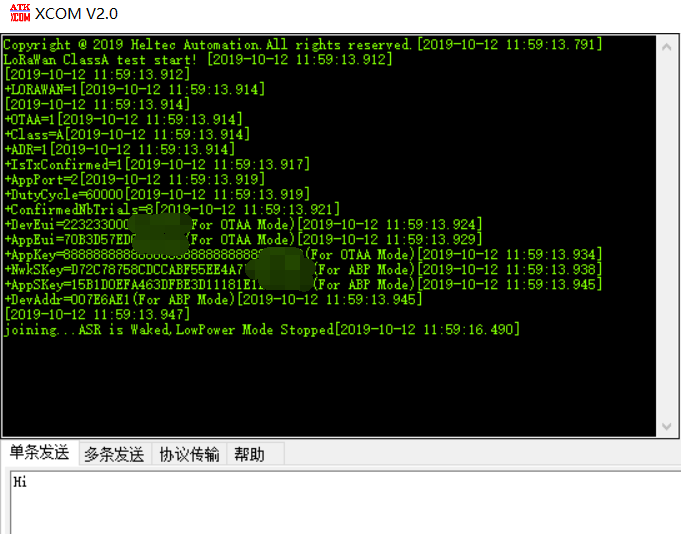 ATK
XCOM XCOM V2.0
Copyright @ 2019 Heltec Automation.All rights reserved.[2019-10-12 11:59:13.791]
LoRaWan ClassA test start! [2019-10-12 11:59:13.912]
[2019-10-12 11:59:13.912]
+LORAWAN=1[2019-10-12 11:59:13.914]
[2019-10-12 11:59:13.914]
+OTAA=1[2019-10-12 11:59:13.914]
+Class=A[2019-10-12 11:59:13.914]
+ADR=1[2019-10-12 11:59:13.914]
+IsTxConfirmed=1[2019-10-12 11:59:13.917]
+AppPort=2[2019-10-12 11:59:13.919]
+DutyCycle=60000[2019-10-12 11:59:13.919]
+ConfirmedNbTrials=8[2019-10-12 11:59:13.921]
+DevEui=223233000 (For OTAA Mode)[2019-10-12 11:59:13.924]
+AppEui=70B3D57ED (For OTAA Mode)[2019-10-12 11:59:13.929]
+AppKey= (For OTAA Mode)[2019-10-12 11:59:13.934]
+NwkSKey=D72C78758CDCCABF55EE4A7 (For ABP Mode)[2019-10-12 11:59:13.938]
+AppSKey=15B1D0EFA463DFBE3D11181E1 (For ABP Mode)[2019-10-12 11:59:13.945]
+DevAddr=007E6AE1(For ABP Mode)[2019-10-12 11:59:13.945]
[2019-10-12 11:59:13.947]
joining...ASR is Waked,LowPower Mode Stopped[2019-10-12 11:59:16.490]
单条发送 多条发送 协议传输 帮助
Hi